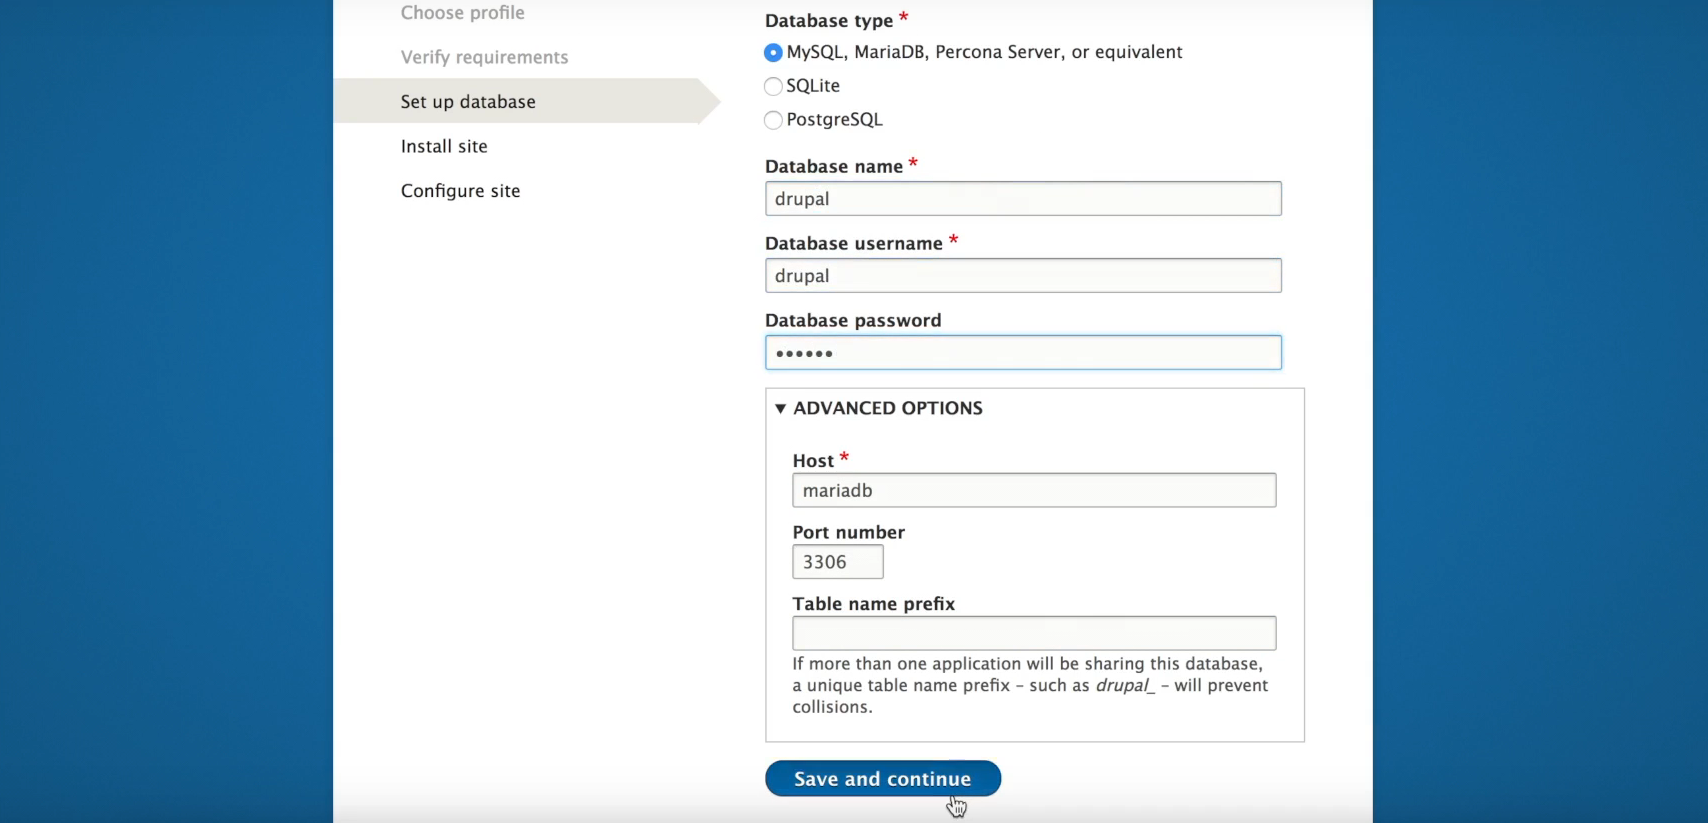 Choose profile
Verify requirements
Set up database
Install site
Configure site
Database type *
MySQL, MariaDB, Percona Server, or equivalent
SQLite
PostgreSQL
Database name *
drupal
Database username *
drupal
Database password
••••••
▼ ADVANCED OPTIONS
Host *
mariadb
Port number
3306
Table name prefix
If more than one application will be sharing this database,
a unique table name prefix – such as drupal_ – will prevent
collisions.
Save and continue